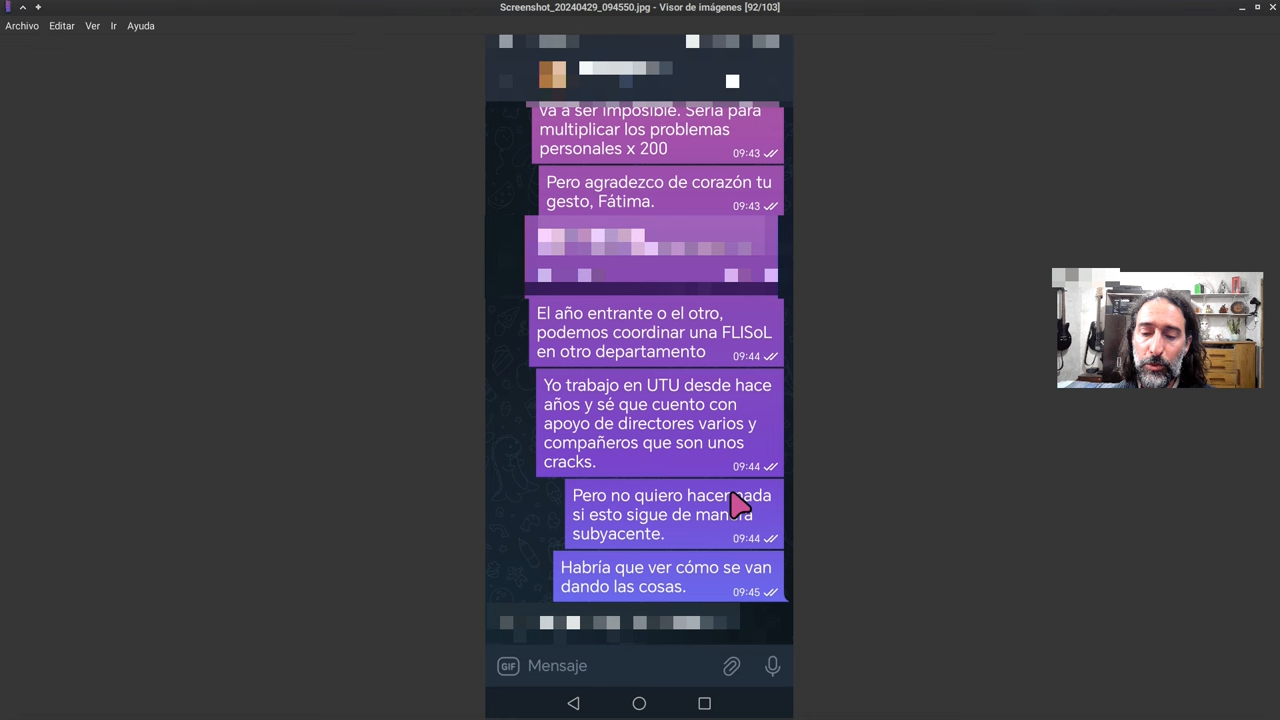 Screenshot_20240429_094550.jpg - Visor de imágenes [92/103]
Archivo Editar Ver Ir Ayuda
va a ser imposible. Sería para
multiplicar los problemas
personales x 200
09:43
Pero agradezco de corazón tu
gesto, Fátima.
09:43
El año entrante o el otro,
podemos coordinar una FLISoL
en otro departamento
09:44
Yo trabajo en UTU desde hace
años y sé que cuento con
apoyo de directores varios y
compañeros que son unos
cracks.
09:44
Pero no quiero hacer nada
si esto sigue de manera
subyacente.
09:44
Habría que ver cómo se van
dando las cosas.
09:45
GIF Mensaje